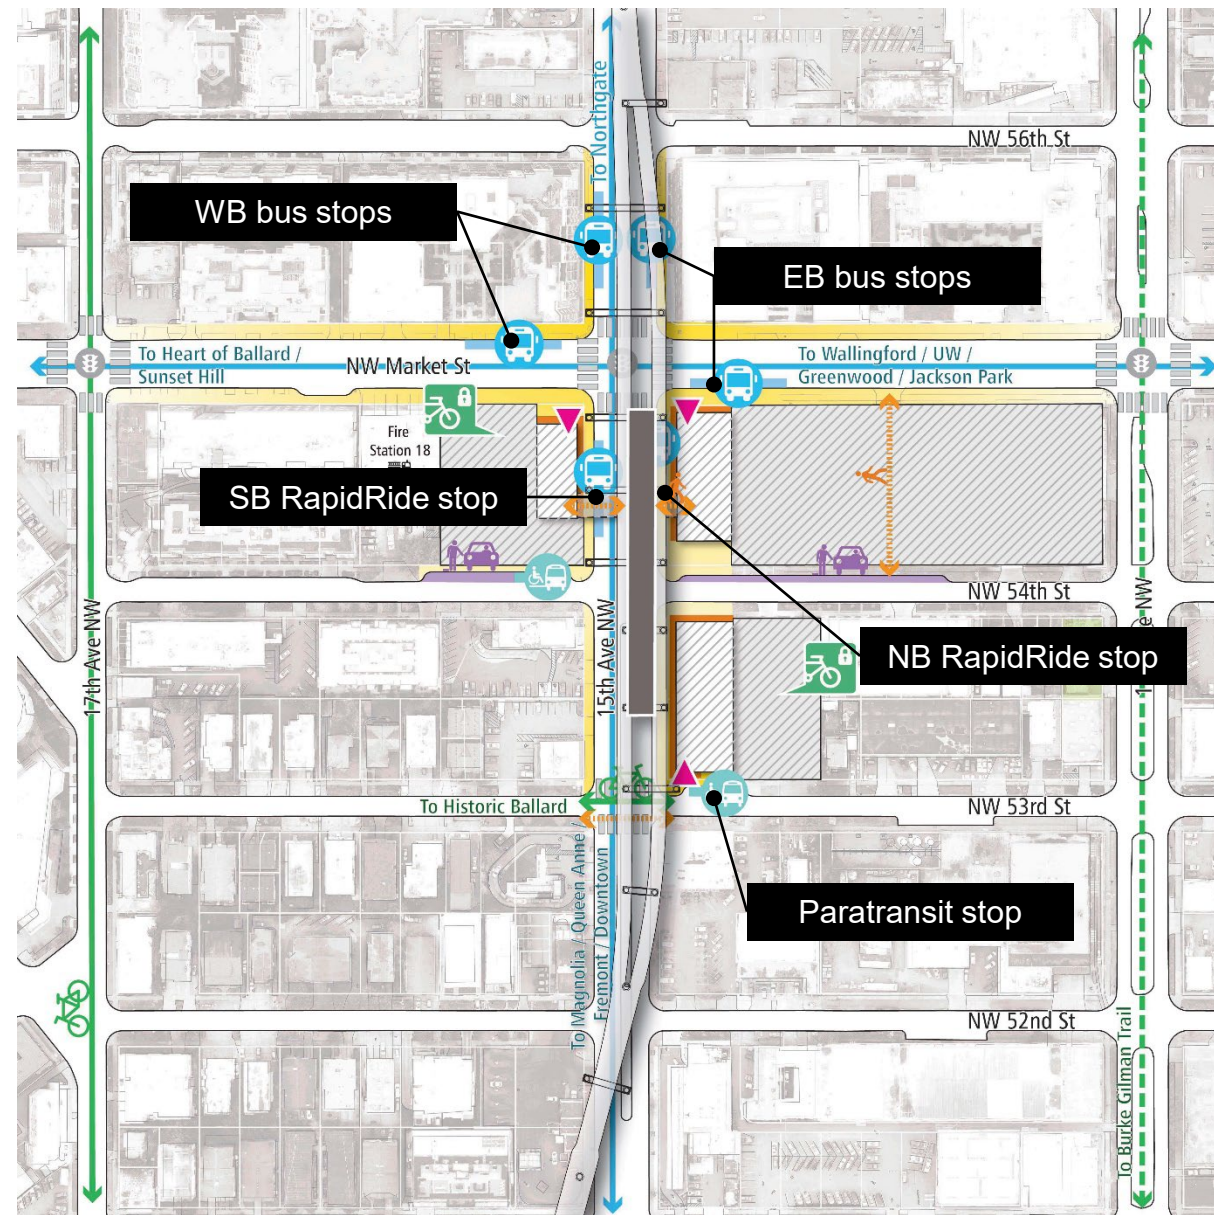 To Northgate
NW 56th St
WB bus stops
EB bus stops
To Heart of Ballard /
Sunset Hill
NW Market St
To Wallingford / UW /
Greenwood / Jackson Park
Fire
Station 18
SB RapidRide stop
NW 54th St
17th Ave NW
15th Ave NW
NW
NB RapidRide stop
To Historic Ballard
NW 53rd St
To Magnolia / Queen Anne /
Fremont / Downtown
Paratransit stop
NW 52nd St
To Burke Gilman Trail